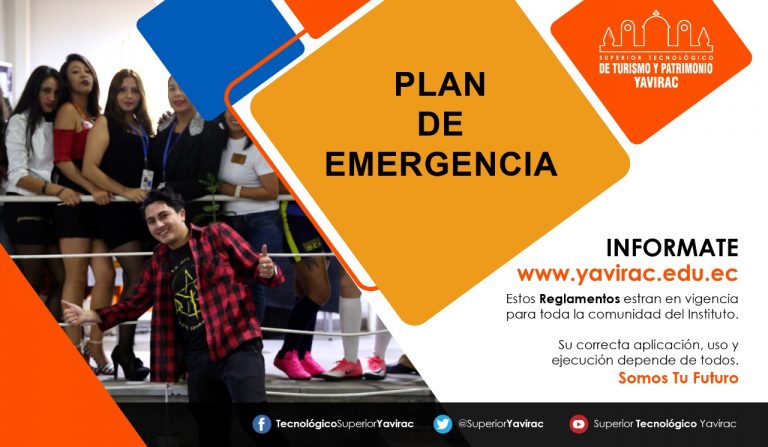 PLAN
DE
EMERGENCIA
SUPERIOR TECNOLÓGICO
DE TURISMO Y PATRIMONIO
YAVIRAC
INFORMATE
www.yavirac.edu.ec
Estos Reglamentos estran en vigencia
para toda la comunidad del Instituto.
Su correcta aplicación, uso y
ejecución depende de todos.
Somos Tu Futuro
TecnológicoSuperiorYavirac
@SuperiorYavirac
Superior Tecnológico Yavirac